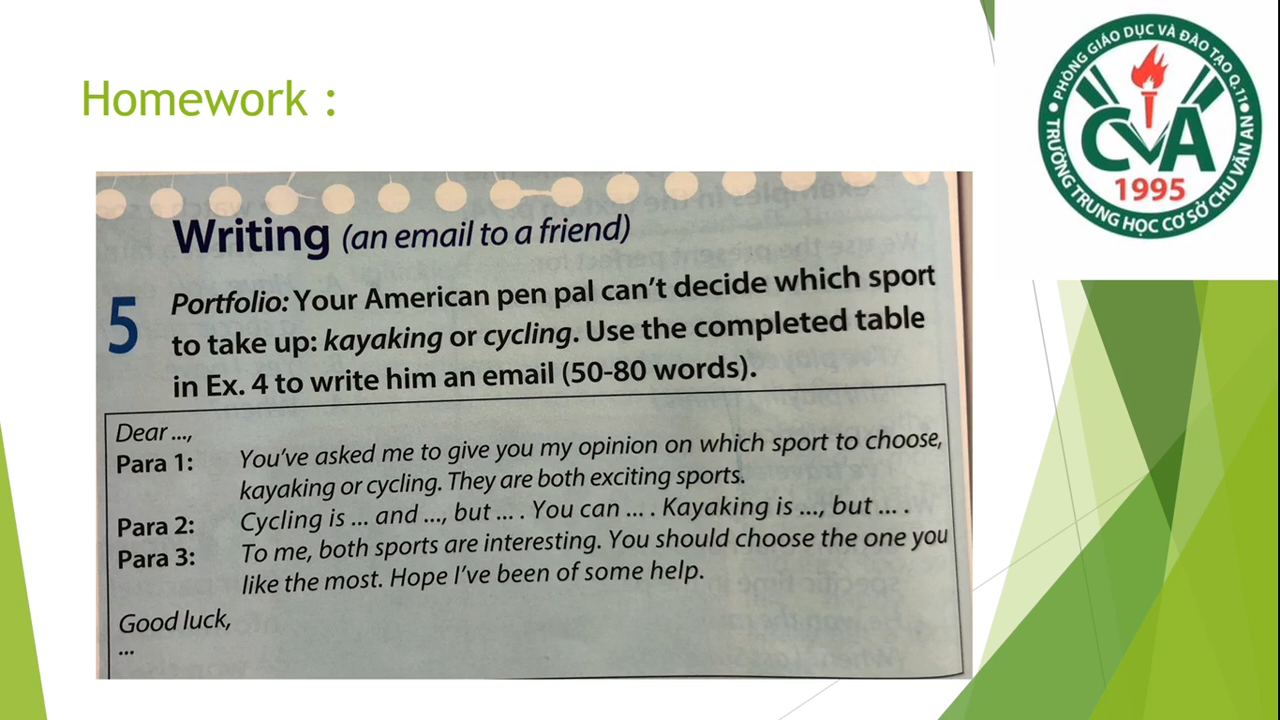 Homework :
PHÒNG GIÁO DỤC VÀ ĐÀO TẠO Q.11
CVA
1995
TRƯỜNG TRUNG HỌC CƠ SỞ CHU VĂN AN
Writing (an email to a friend)
5 Portfolio: Your American pen pal can't decide which sport
to take up: kayaking or cycling. Use the completed table
in Ex. 4 to write him an email (50-80 words).
Dear ...,
Para 1: You've asked me to give you my opinion on which sport to choose,
kayaking or cycling. They are both exciting sports.
Para 2: Cycling is ... and ..., but ... . You can ... . Kayaking is ..., but ... .
Para 3: To me, both sports are interesting. You should choose the one you
like the most. Hope I've been of some help.
Good luck,
...